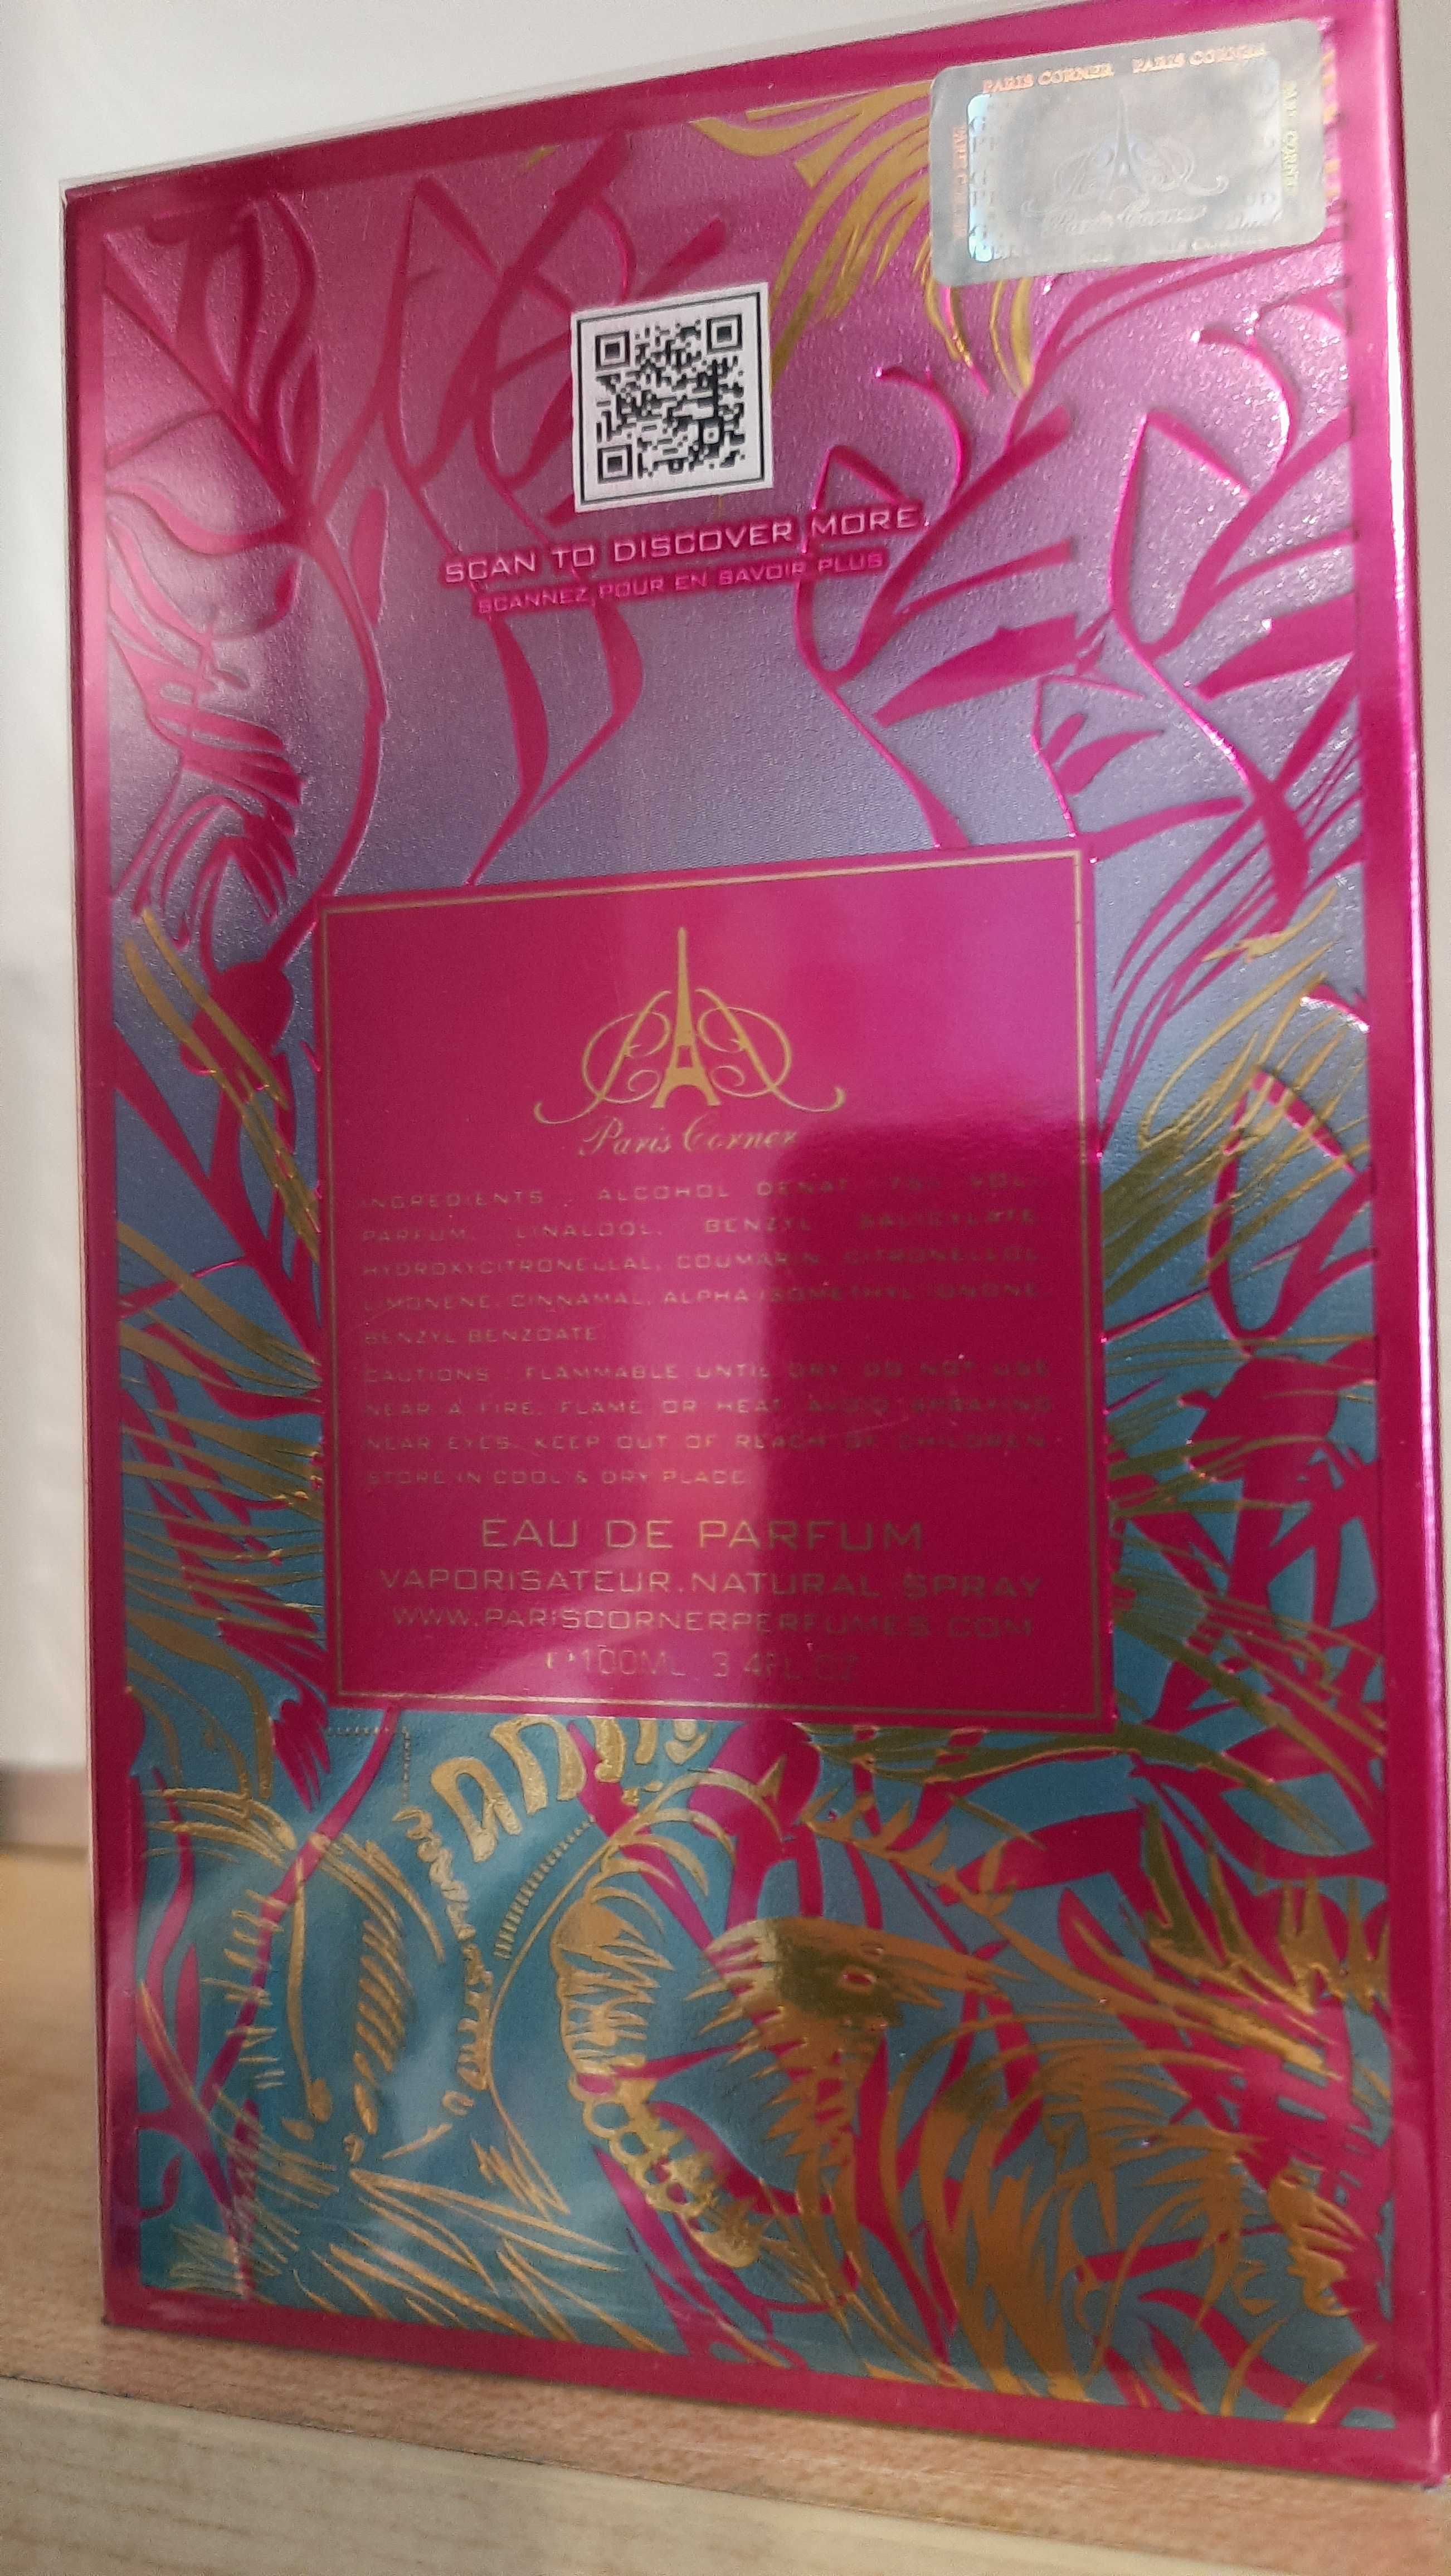 PARIS CORNER PARIS CORNER
Paris Corner
SCAN TO DISCOVER MORE
SCANNEZ POUR EN SAVOIR PLUS
Paris Corner
INGREDIENTS : ALCOHOL DENAT. 75% VOL.
PARFUM, LINALOOL, BENZYL SALICYLATE
HYDROXYCITRONELLAL, COUMARIN, CITRONELLOL
LIMONENE, CINNAMAL, ALPHA ISOMETHYL IONONE
BENZYL BENZOATE
CAUTIONS : FLAMMABLE UNTIL DRY DO NOT USE
NEAR A FIRE, FLAME OR HEAT AVOID SPRAYING
NEAR EYES. KEEP OUT OF REACH OF CHILDREN
STORE IN COOL & DRY PLACE
EAU DE PARFUM
VAPORISATEUR.NATURAL SPRAY
WWW.PARISCORNERPERFUMES.COM
℮100ML 3.4FL.OZ